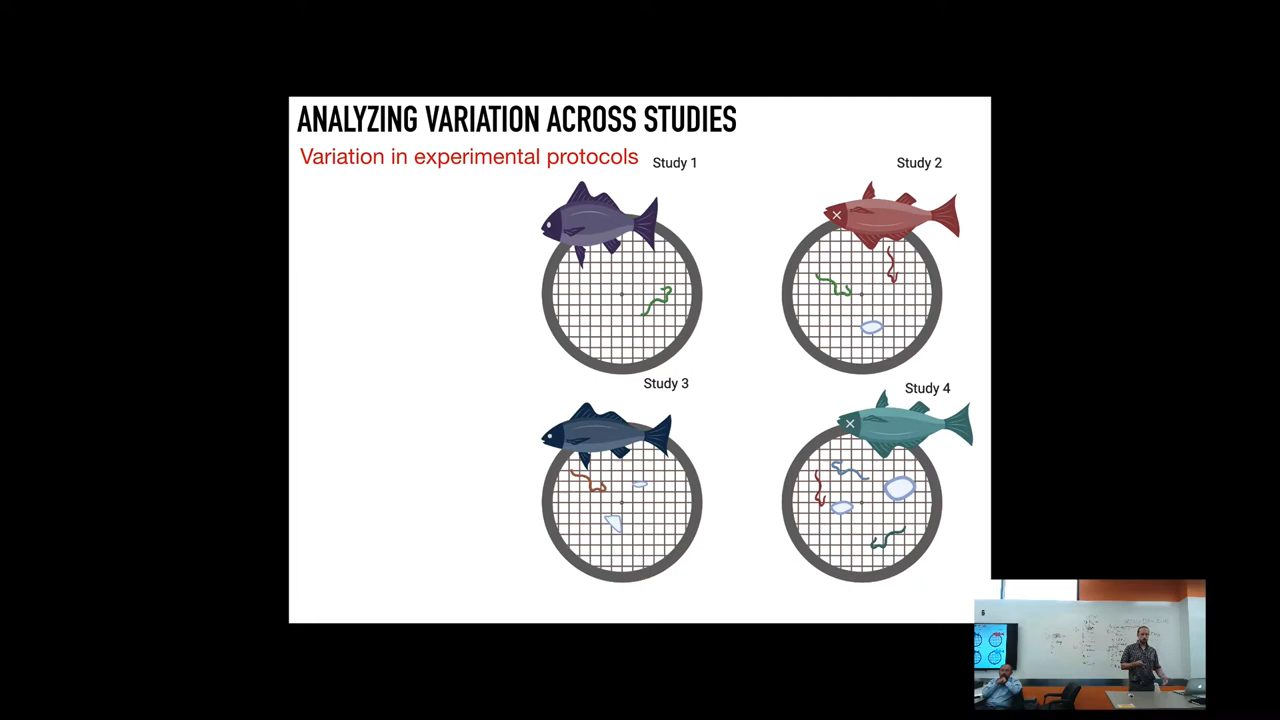 ANALYZING VARIATION ACROSS STUDIES
Variation in experimental protocols
Study 1
Study 2
Study 3
Study 4